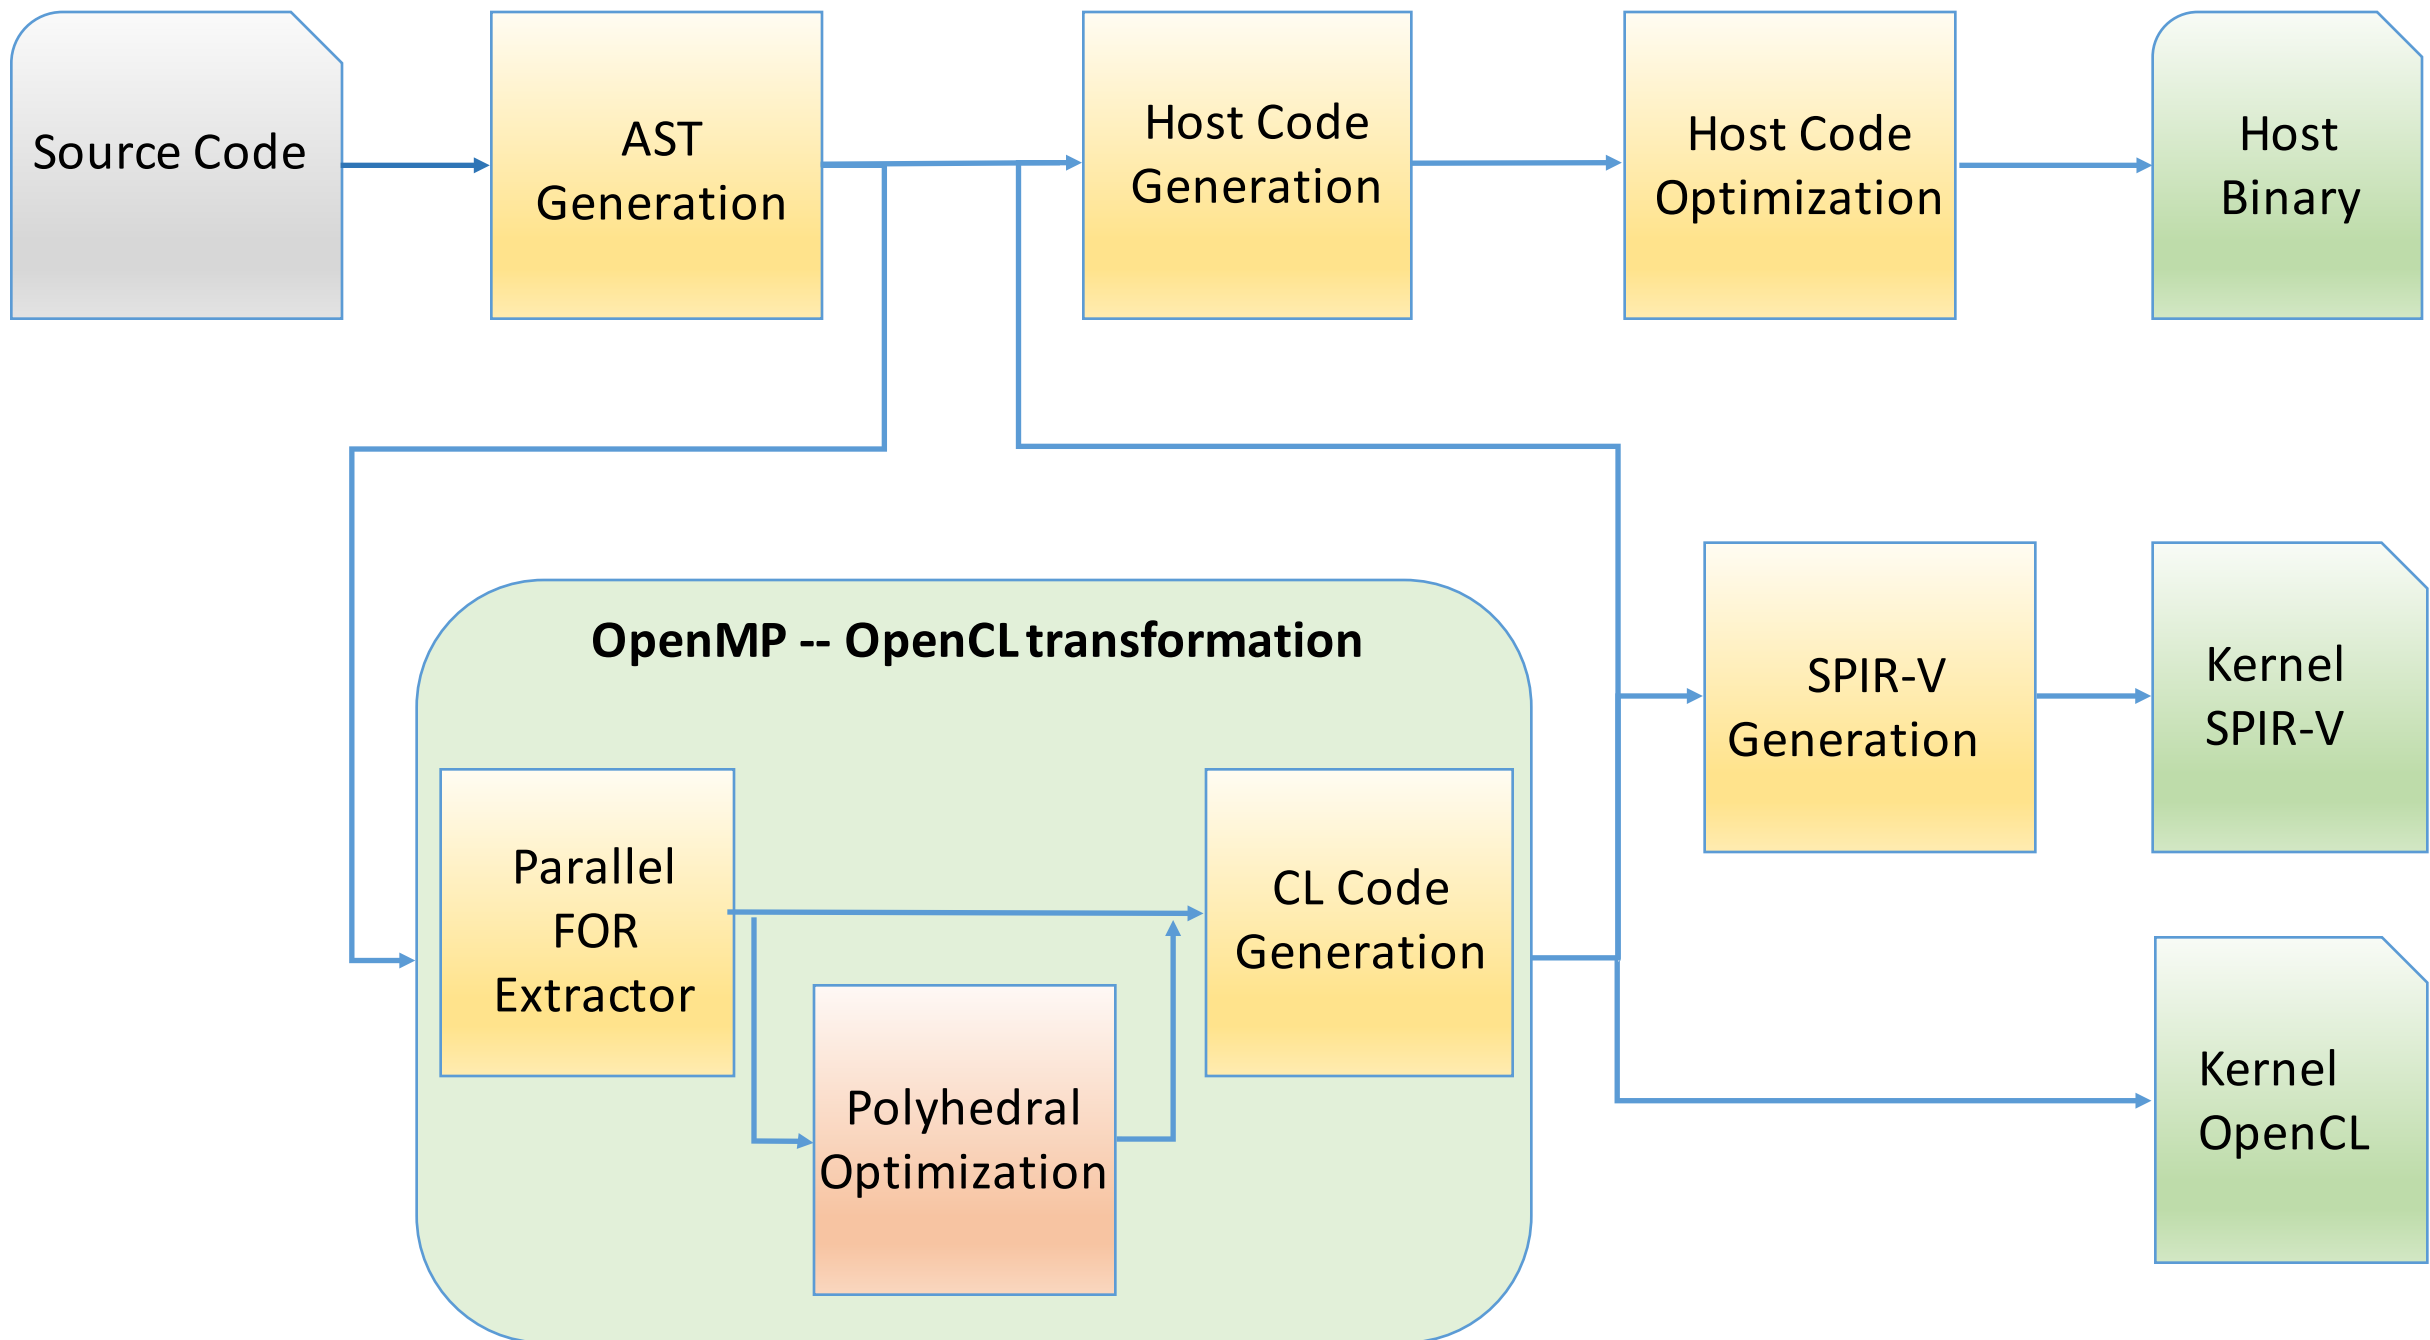 Source Code
AST
Generation
Host Code
Generation
Host Code
Optimization
Host
Binary
OpenMP -- OpenCL transformation
Parallel
FOR
Extractor
Polyhedral
Optimization
CL Code
Generation
SPIR-V
Generation
Kernel
SPIR-V
Kernel
OpenCL